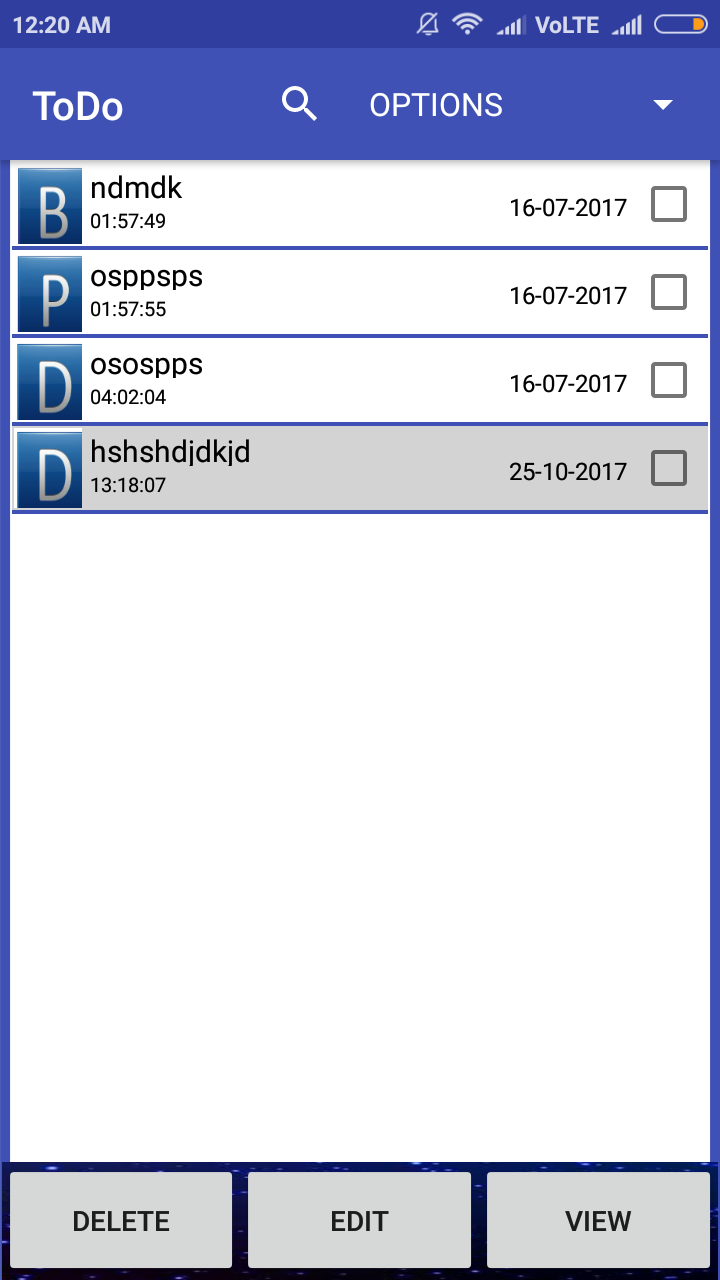 12:20 AM VoLTE
ToDo OPTIONS
B ndmdk
01:57:49 16-07-2017
P osppsps
01:57:55 16-07-2017
D osospps
04:02:04 16-07-2017
D hshshdjdkjd
13:18:07 25-10-2017
DELETE EDIT VIEW